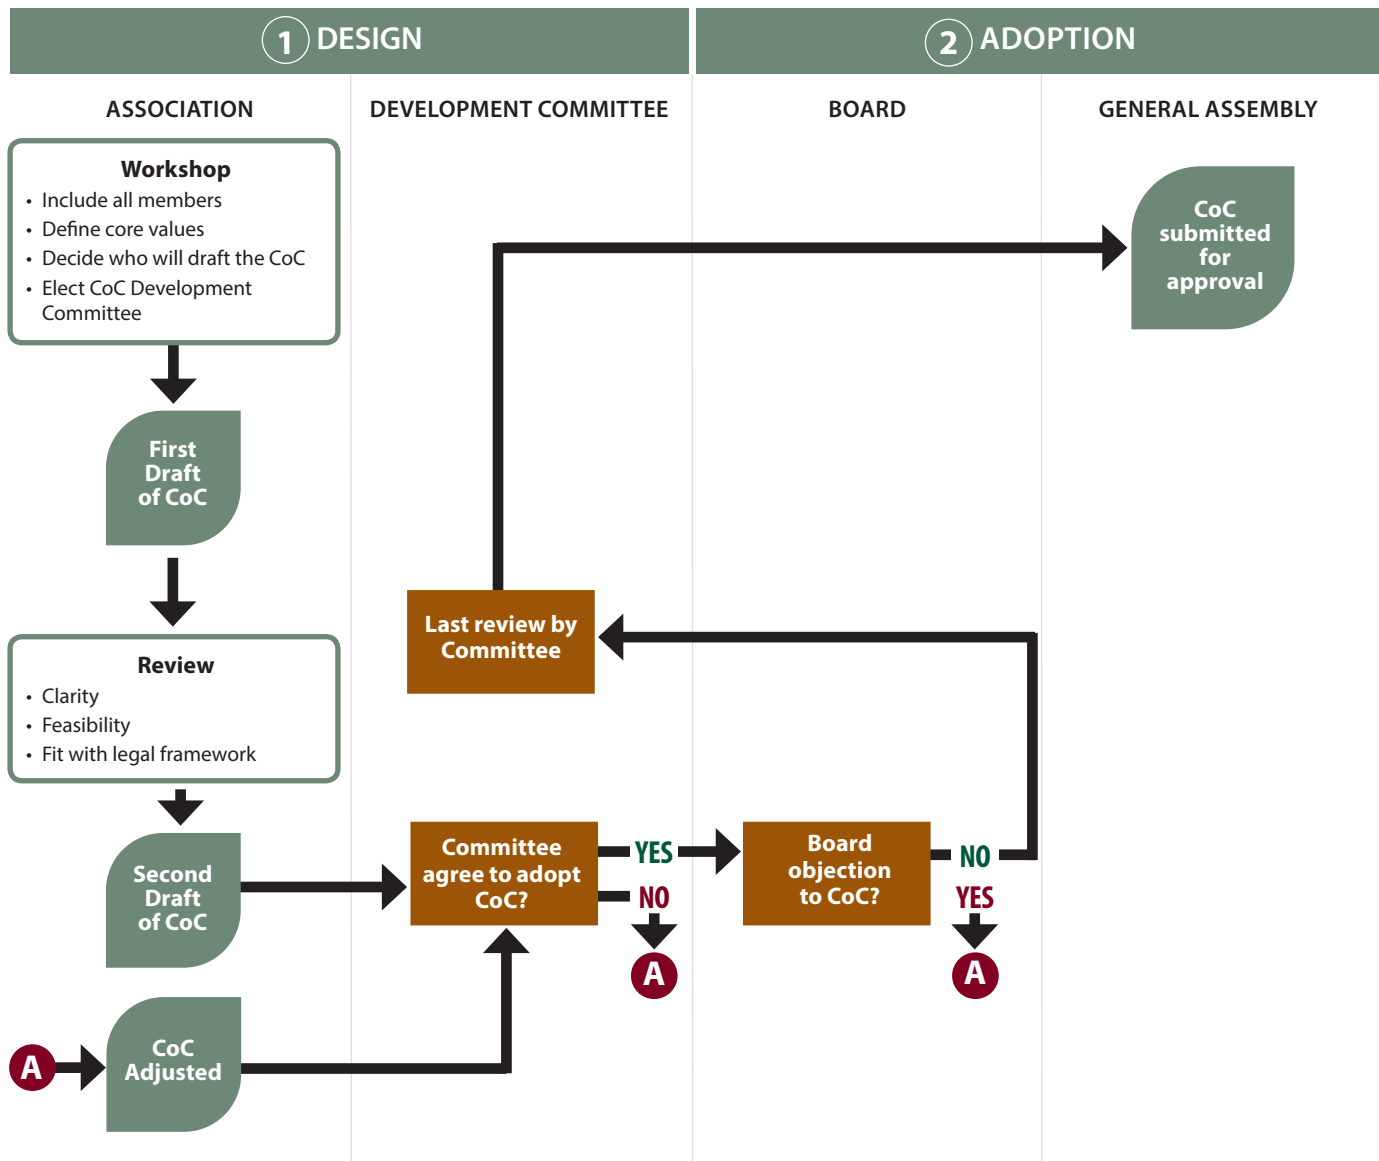 1 DESIGN
2 ADOPTION
ASSOCIATION
DEVELOPMENT COMMITTEE
BOARD
GENERAL ASSEMBLY
Workshop
• Include all members
• Define core values
• Decide who will draft the CoC
• Elect CoC Development
Committee
CoC
submitted
for
approval
First
Draft
of CoC
Last review by
Committee
Review
• Clarity
• Feasibility
• Fit with legal framework
Second
Draft
of CoC
Committee
agree to adopt
CoC?
YES
NO
A
Board
objection
to CoC?
NO
YES
A
A
CoC
Adjusted